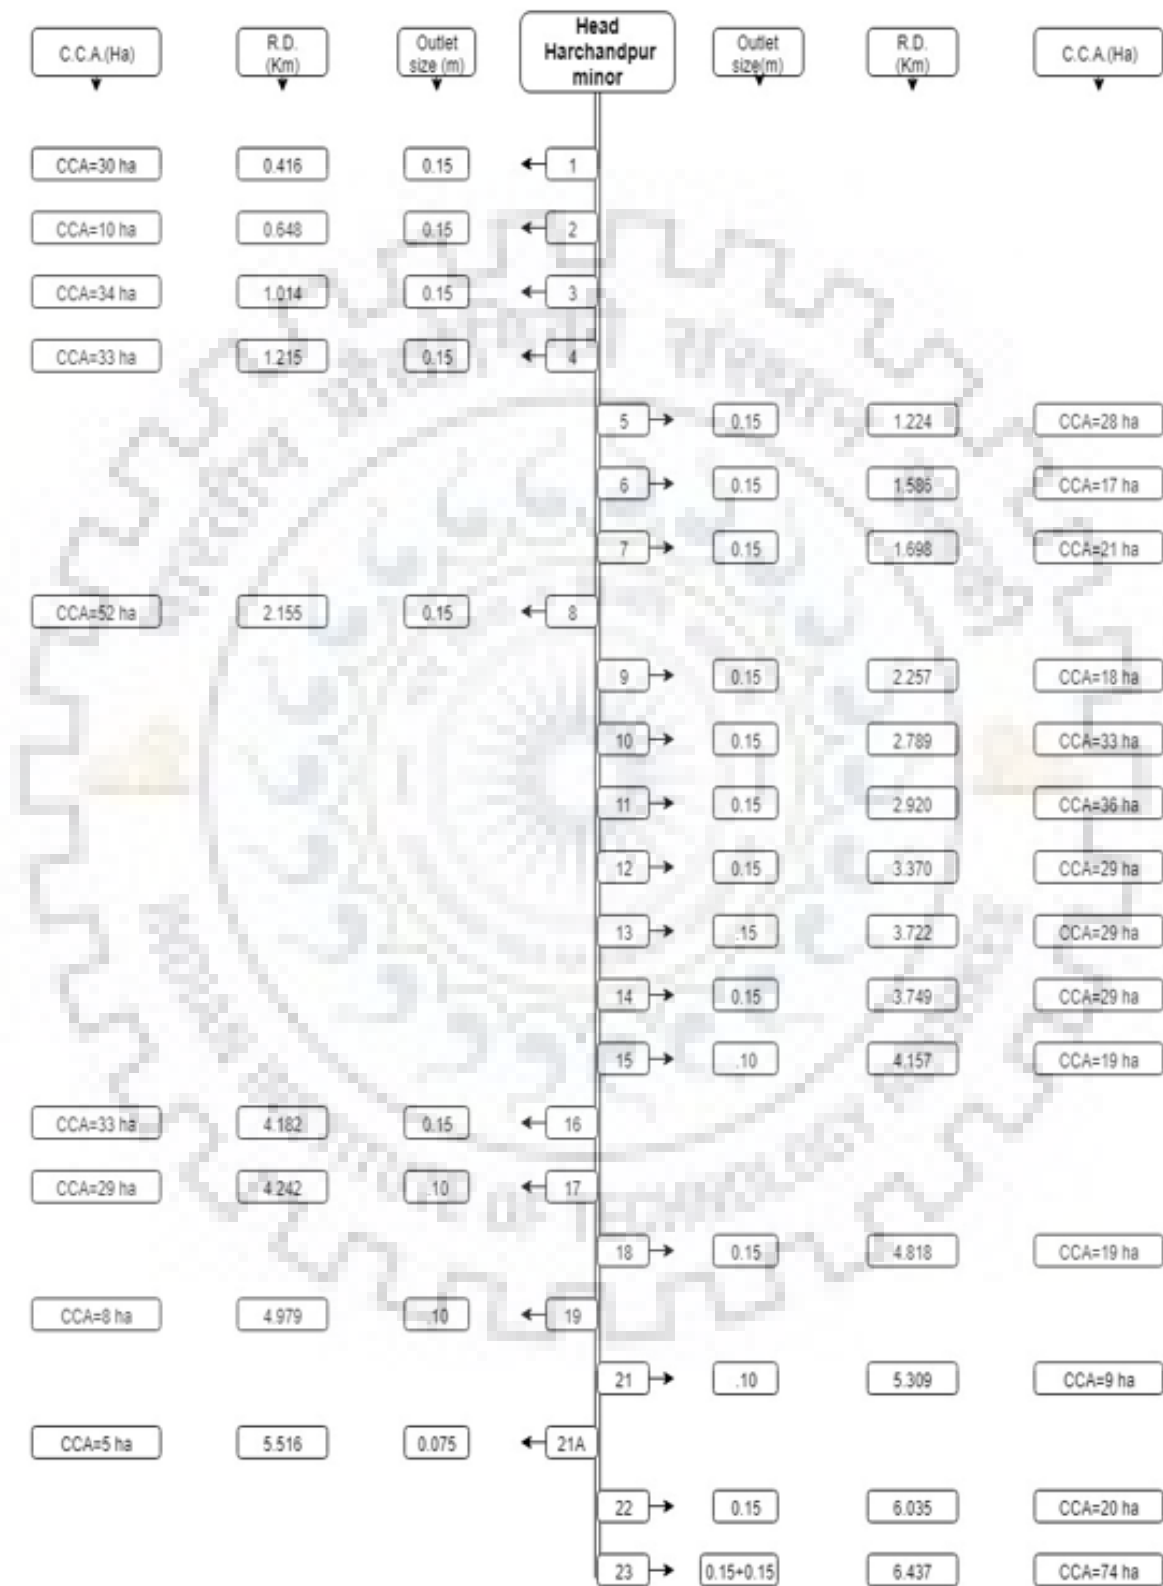 C.C.A.(Ha) R.D. (Km) Outlet size (m) Head Harchandpur minor Outlet size(m) R.D. (Km) C.C.A.(Ha)
CCA=30 ha 0.416 0.15 1
CCA=10 ha 0.648 0.15 2
CCA=34 ha 1.014 0.15 3
CCA=33 ha 1.215 0.15 4
5 0.15 1.224 CCA=28 ha
6 0.15 1.586 CCA=17 ha
7 0.15 1.698 CCA=21 ha
CCA=52 ha 2.155 0.15 8
9 0.15 2.257 CCA=18 ha
10 0.15 2.789 CCA=33 ha
11 0.15 2.920 CCA=36 ha
12 0.15 3.370 CCA=29 ha
13 .15 3.722 CCA=29 ha
14 0.15 3.749 CCA=29 ha
15 .10 4.157 CCA=19 ha
CCA=33 ha 4.182 0.15 16
CCA=29 ha 4.242 .10 17
18 0.15 4.818 CCA=19 ha
CCA=8 ha 4.979 .10 19
21 .10 5.309 CCA=9 ha
CCA=5 ha 5.516 0.075 21A
22 0.15 6.035 CCA=20 ha
23 0.15+0.15 6.437 CCA=74 ha